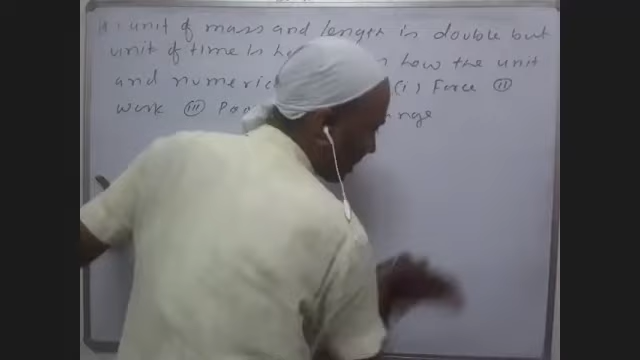 If unit of mass and length is double but
unit of time is ha how the unit
and numeric (i) Force (ii)
work (iii) Po nge